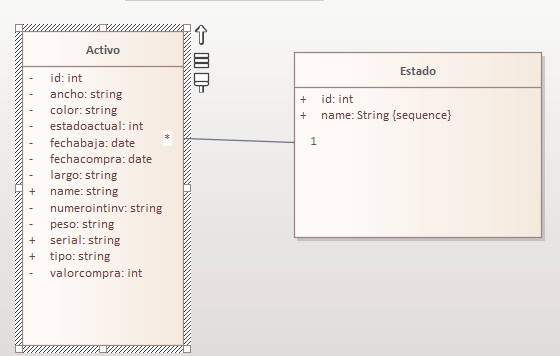 Activo
- id: int
- ancho: string
- color: string
- estadoactual: int
- fechabaja: date
- fechacompra: date
- largo: string
+ name: string
- numerointinv: string
- peso: string
+ serial: string
+ tipo: string
- valorcompra: int
*
Estado
+ id: int
+ name: String {sequence}
1